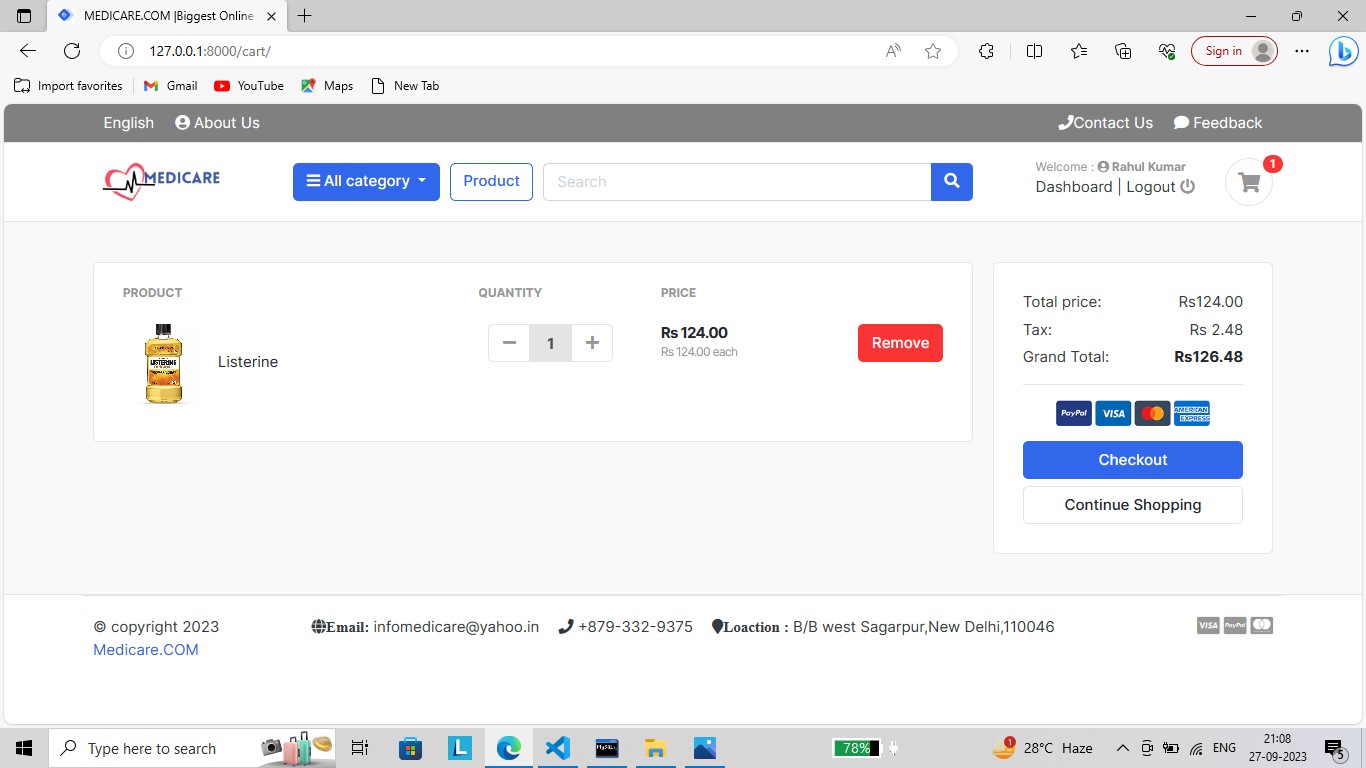 MEDICARE.COM |Biggest Online
127.0.0.1:8000/cart/
Sign in
Import favorites
Gmail
YouTube
Maps
New Tab
English
About Us
Contact Us
Feedback
MEDICARE
All category
Product
Search
Welcome : Rahul Kumar
Dashboard | Logout
1
PRODUCT
QUANTITY
PRICE
LISTERINE
Listerine
− 1 +
Rs 124.00
Rs 124.00 each
Remove
Total price: Rs124.00
Tax: Rs 2.48
Grand Total: Rs126.48
PayPal VISA AMERICAN EXPRESS
Checkout
Continue Shopping
© copyright 2023
Medicare.COM
Email: infomedicare@yahoo.in
+879-332-9375
Loaction : B/B west Sagarpur,New Delhi,110046
VISA PayPal
Type here to search
L
MySQL
78%
1
28°C Haze
ENG
21:08
27-09-2023
5